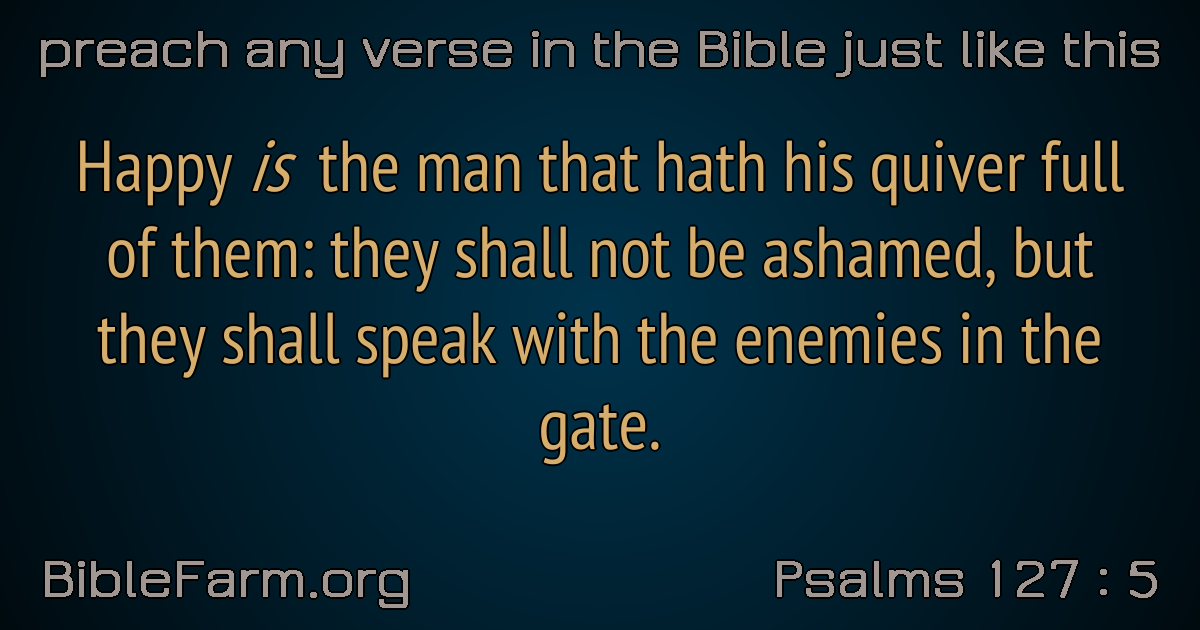 preach any verse in the Bible just like this
Happy is the man that hath his quiver full
of them: they shall not be ashamed, but
they shall speak with the enemies in the
gate.
BibleFarm.org
Psalms 127 : 5